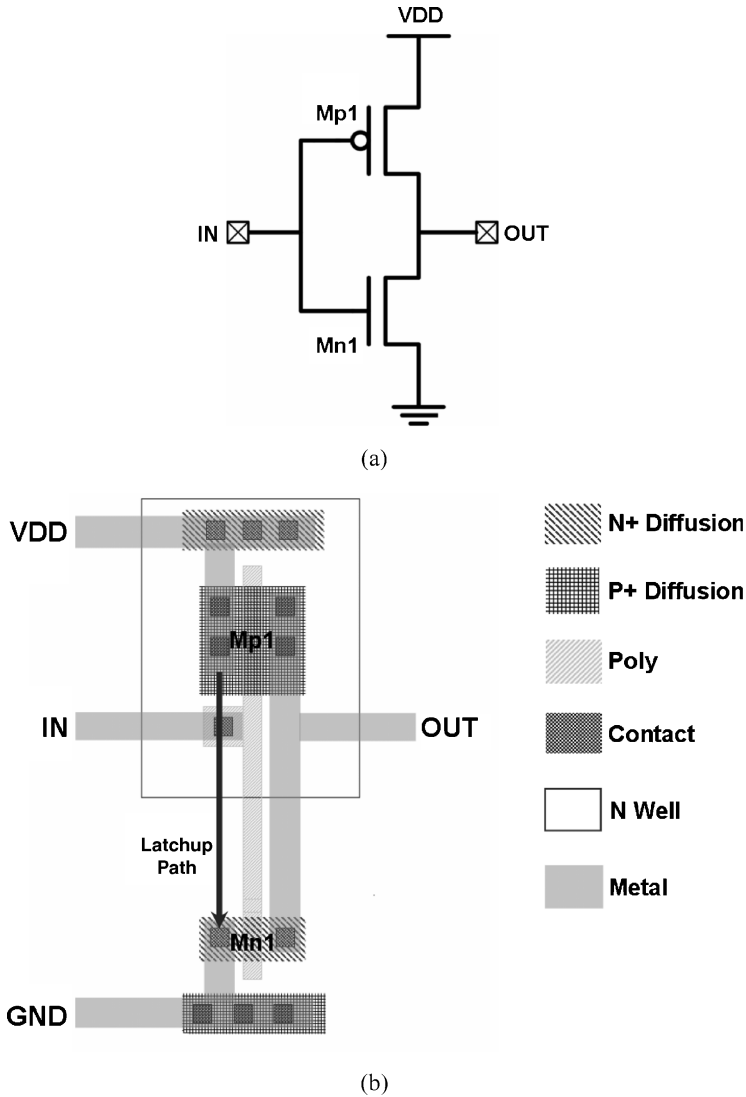 VDD
Mp1
IN
OUT
Mn1
(a)
VDD
N+ Diffusion
P+ Diffusion
Mp1
Poly
IN
OUT
Contact
N Well
Latchup
Path
Metal
Mn1
GND
(b)